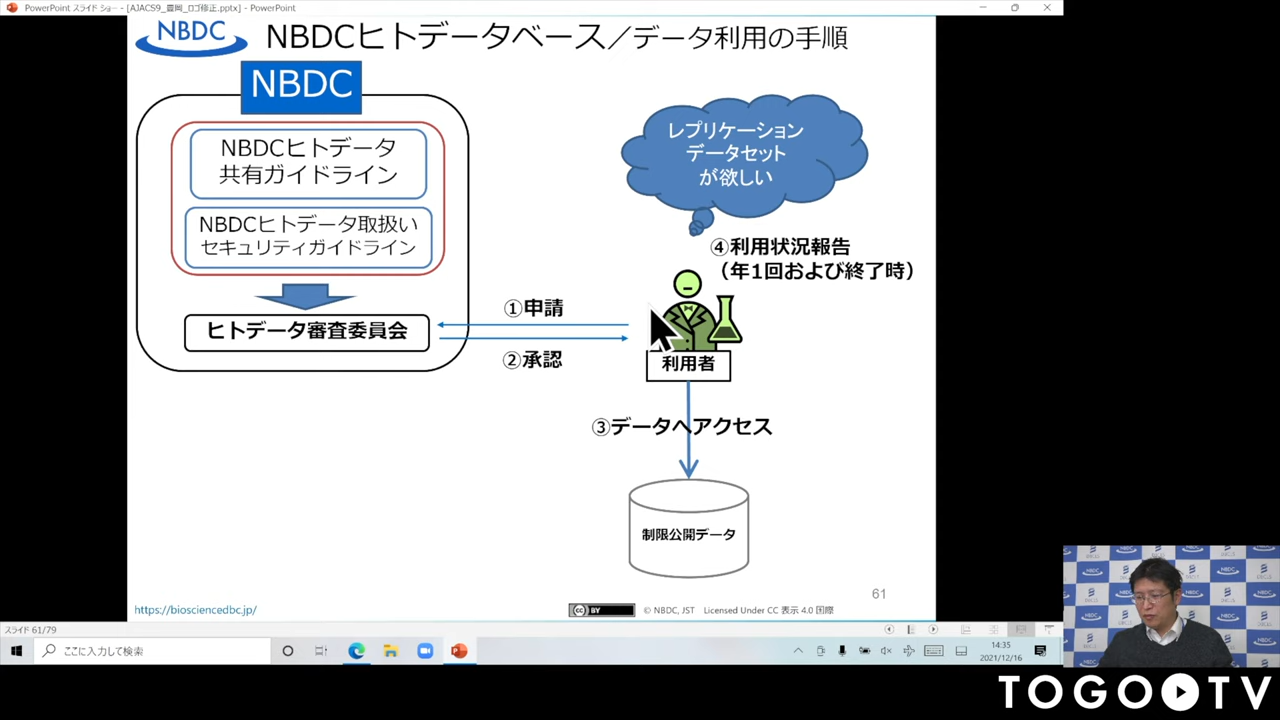 PowerPoint スライド ショー - [AJACS9_豊岡_ロゴ修正.pptx] - PowerPoint
NBDC
NBDCヒトデータベース／データ利用の手順
NBDC
NBDCヒトデータ
共有ガイドライン
NBDCヒトデータ取扱い
セキュリティガイドライン
ヒトデータ審査委員会
レプリケーション
データセット
が欲しい
④利用状況報告
（年1回および終了時）
①申請
②承認
利用者
③データへアクセス
制限公開データ
61
https://biosciencedbc.jp/
cc BY
© NBDC, JST Licensed Under CC 表示 4.0 国際
スライド 61/79
ここに入力して検索
14:35
2021/12/16
NBDC
TOGO TV